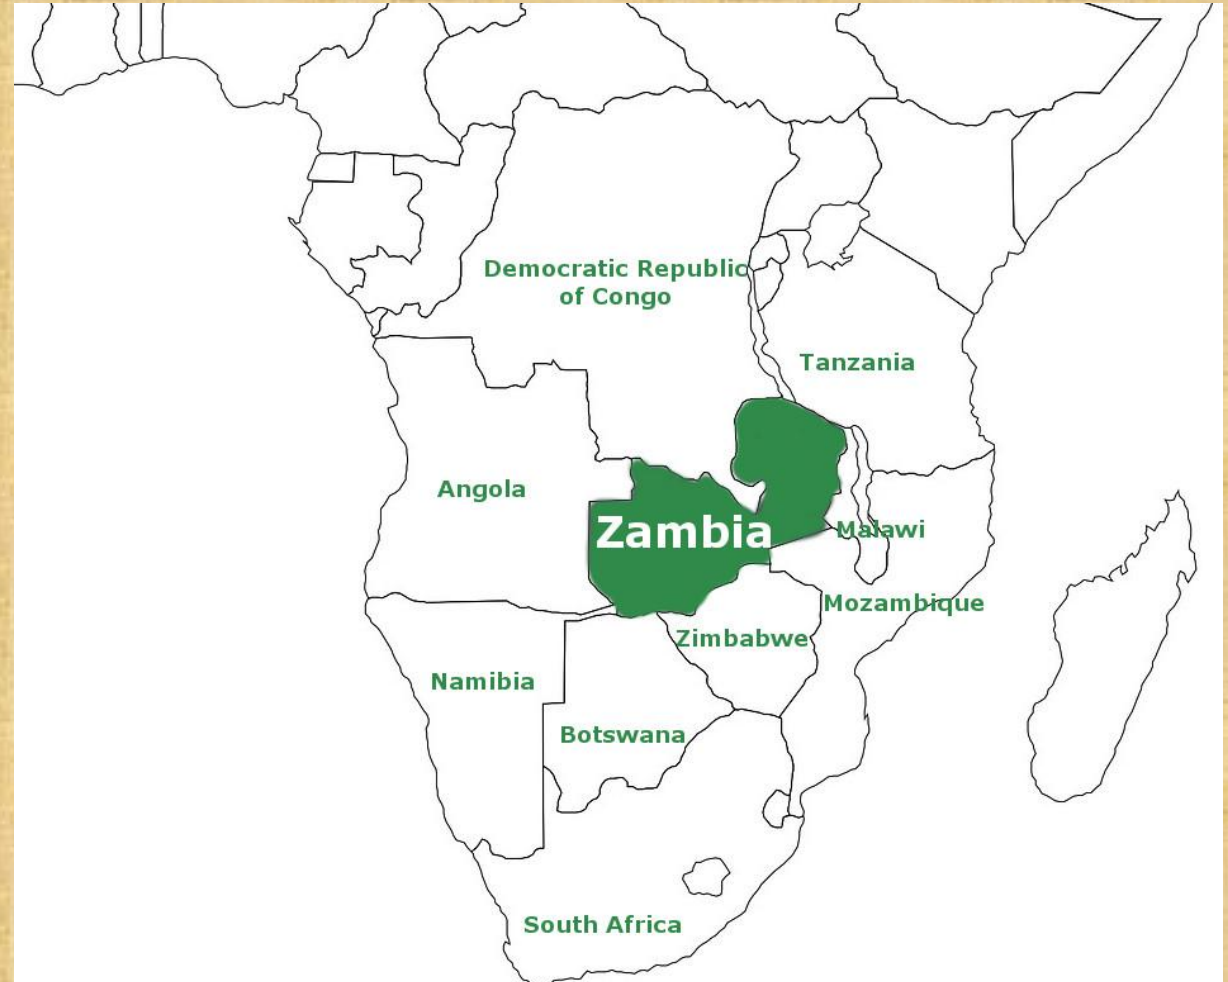 Democratic Republic
of Congo
Tanzania
Angola
Zambia
Malawi
Mozambique
Zimbabwe
Namibia
Botswana
South Africa